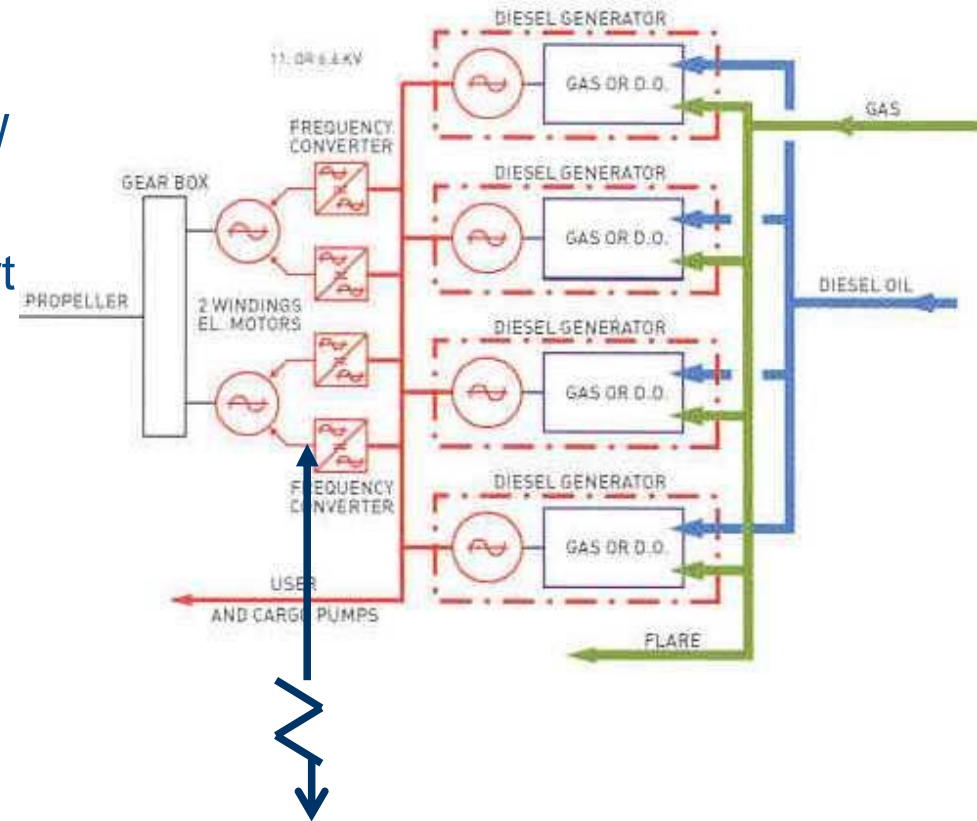 DIESEL GENERATOR
11. OR 6.6 KV
GAS OR D.O.
GAS
FREQUENCY
CONVERTER
GEAR BOX
DIESEL GENERATOR
GAS OR D.O.
PROPELLER
2 WINDINGS
EL. MOTORS
DIESEL OIL
DIESEL GENERATOR
GAS OR D.O.
FREQUENCY
CONVERTER
DIESEL GENERATOR
GAS OR D.O.
USER
AND CARGO PUMPS
FLARE